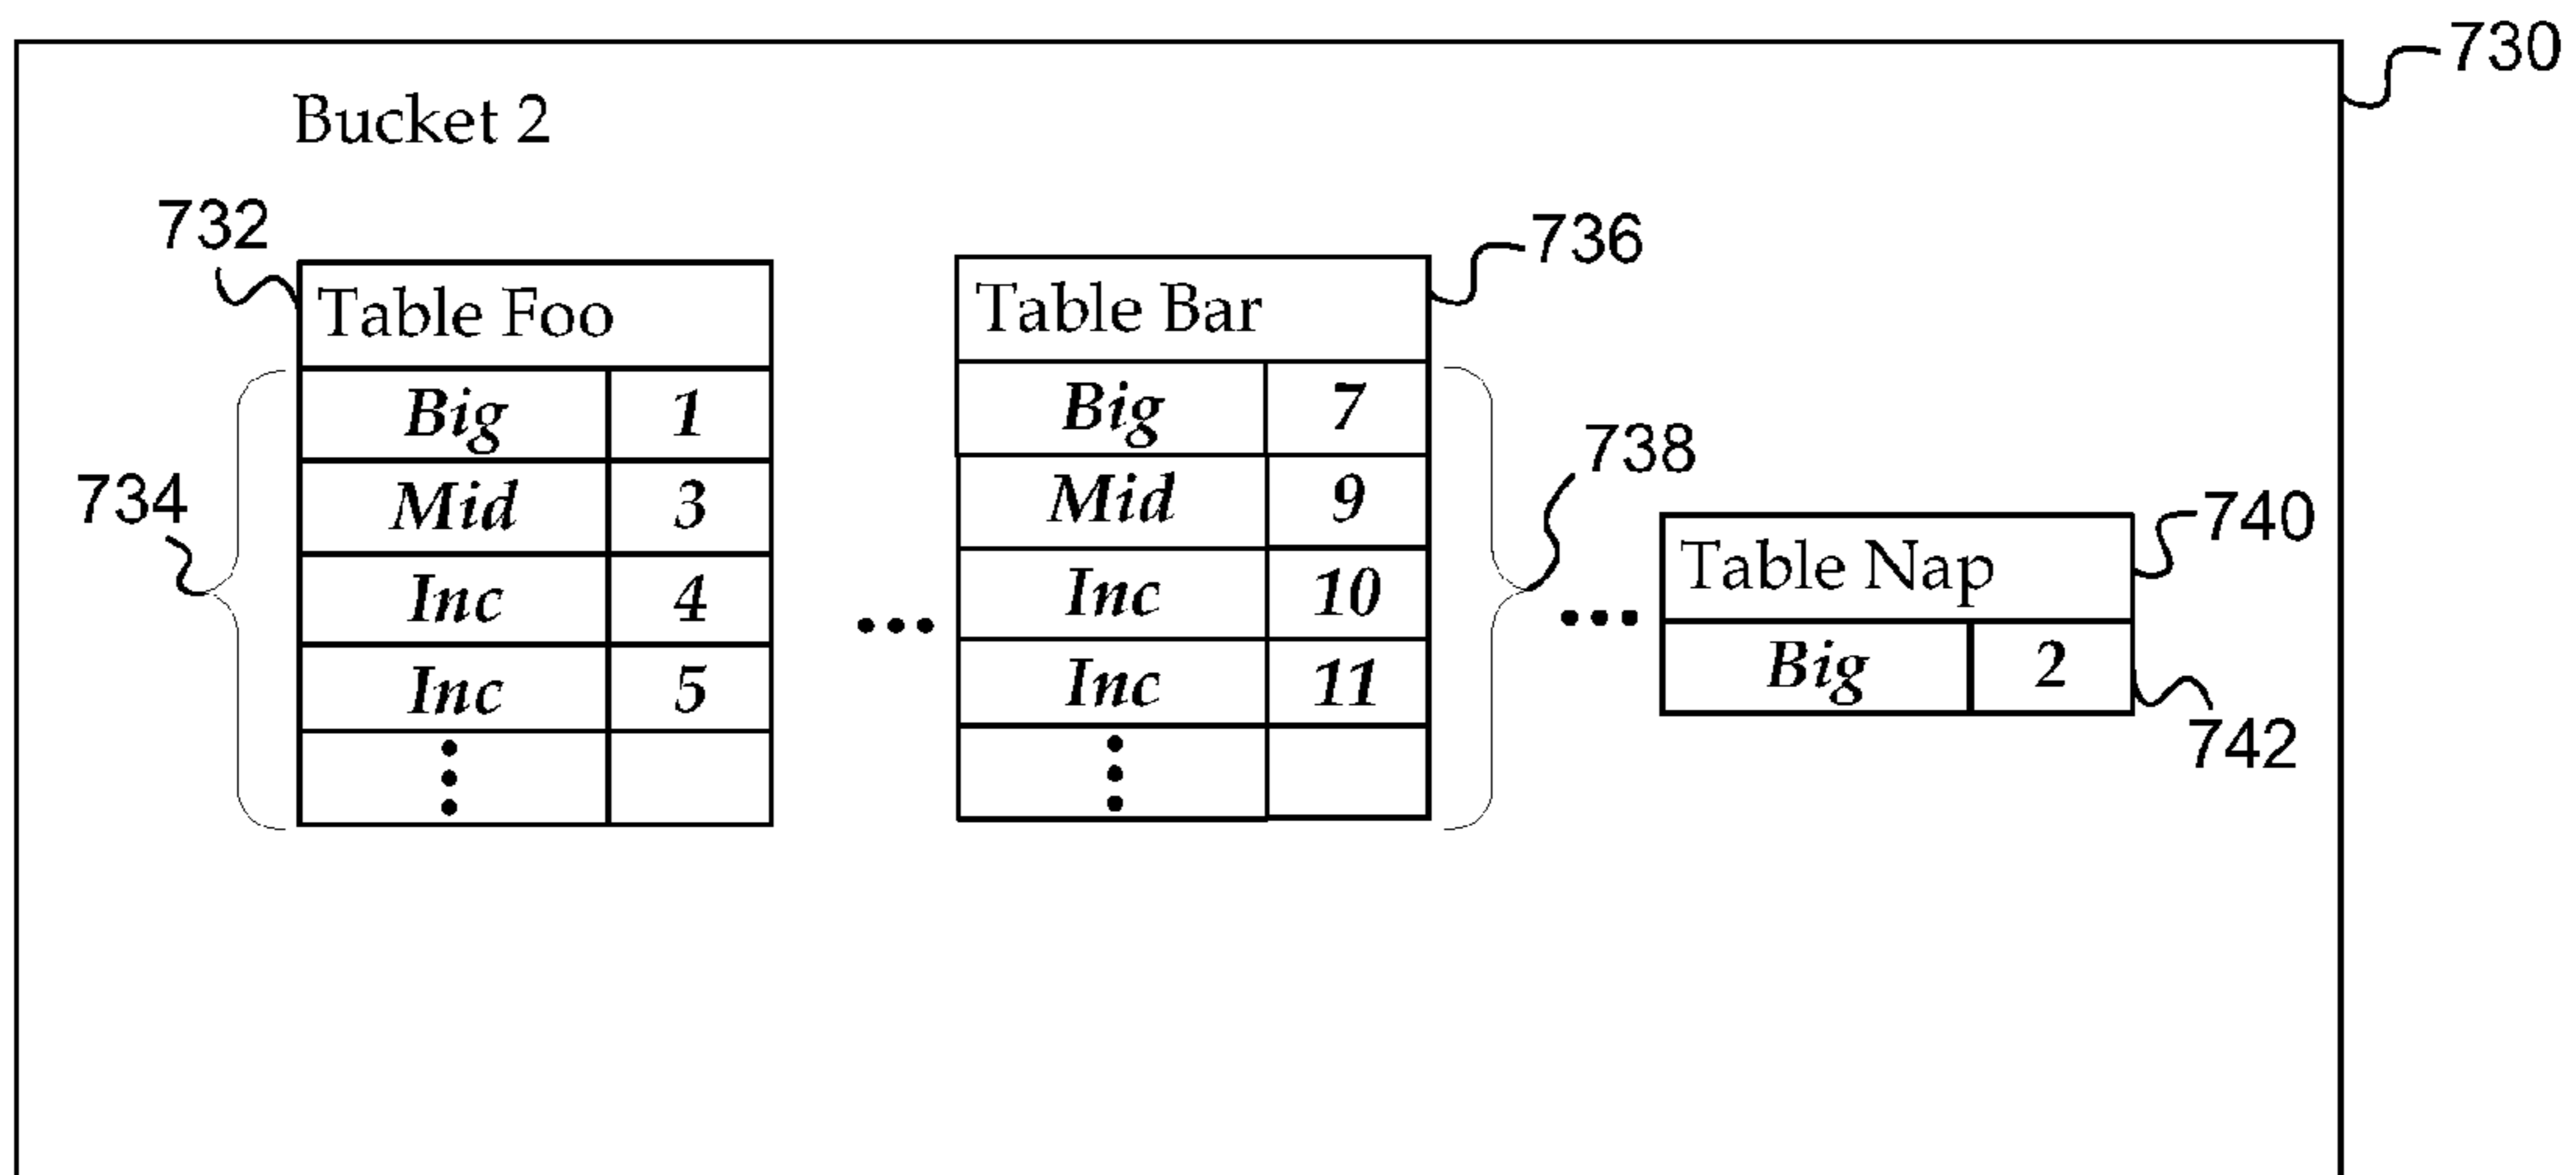 730
Bucket 2
732
736
Table Foo
Big 1
Mid 3
Inc 4
Inc 5
734
Table Bar
Big 7
Mid 9
Inc 10
Inc 11
738
...
...
740
Table Nap
Big 2
742